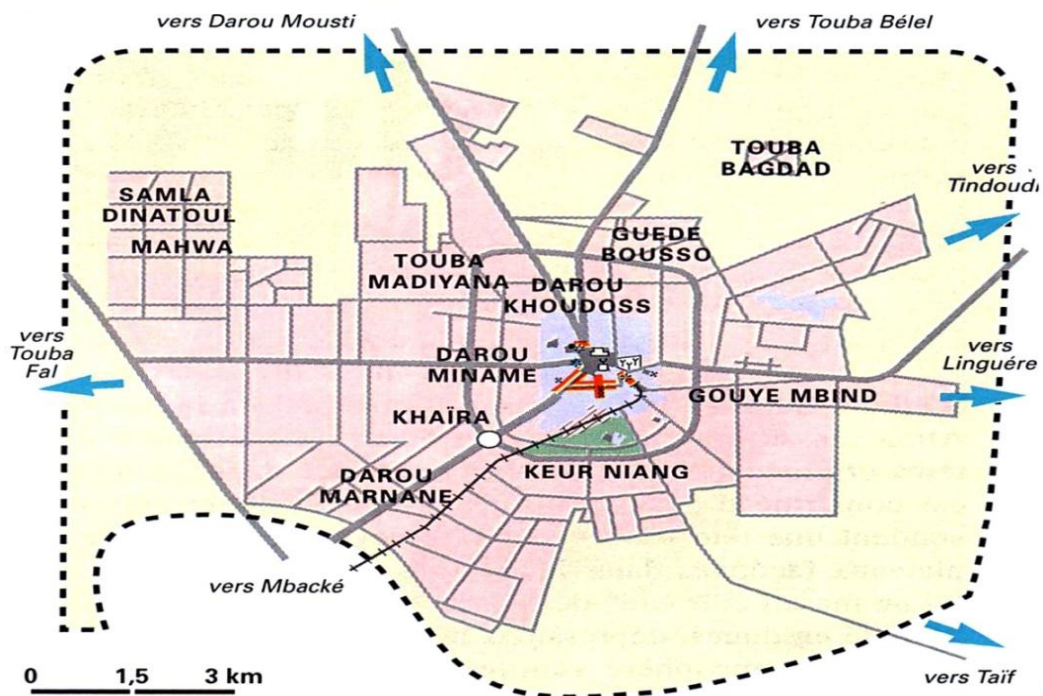 vers Darou Mousti
vers Touba Bélel
TOUBA
BAGDAD
vers
Tindoudi
SAMLA
DINATOUL
MAHWA
GUEDE
BOUSSO
TOUBA
MADIYANA
DAROU
KHOUDOSS
vers
Touba
Fal
DAROU
MINAME
vers
Linguére
GOUYE MBIND
KHAÏRA
DAROU
MARNANE
KEUR NIANG
vers Mbacké
0 1,5 3 km
vers Taïf